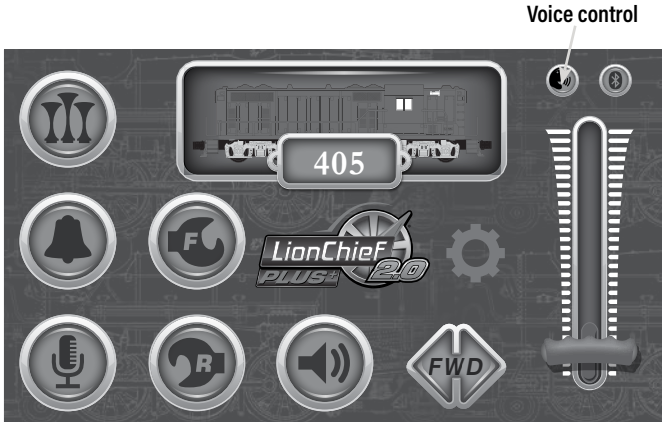 Voice control
405
F
LionChief
PLUS+ 2.0
R
FWD